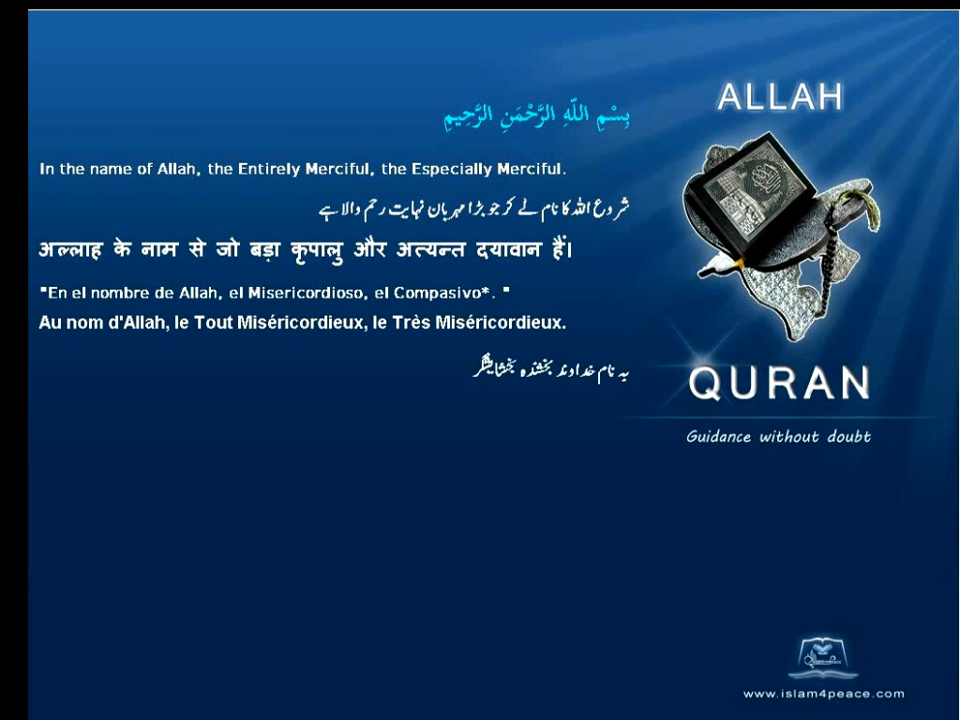 بِسْمِ اللّهِ الرَّحْمَنِ الرَّحِيمِ
In the name of Allah, the Entirely Merciful, the Especially Merciful.
شروع الله کا نام لے کر جو بڑا مہربان نہایت رحم والا ہے
अल्लाह के नाम से जो बड़ा कृपालु और अत्यन्त दयावान हैं।
"En el nombre de Allah, el Misericordioso, el Compasivo*. "
Au nom d'Allah, le Tout Miséricordieux, le Très Miséricordieux.
به نام خداوند بخشنده بخشایشگر
ALLAH
QURAN
Guidance without doubt
www.islam4peace.com